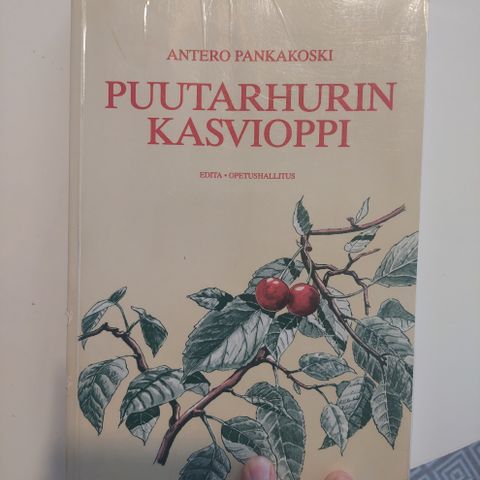 ANTERO PANKAKOSKI
PUUTARHURIN
KASVIOPPI
EDITA • OPETUSHALLITUS